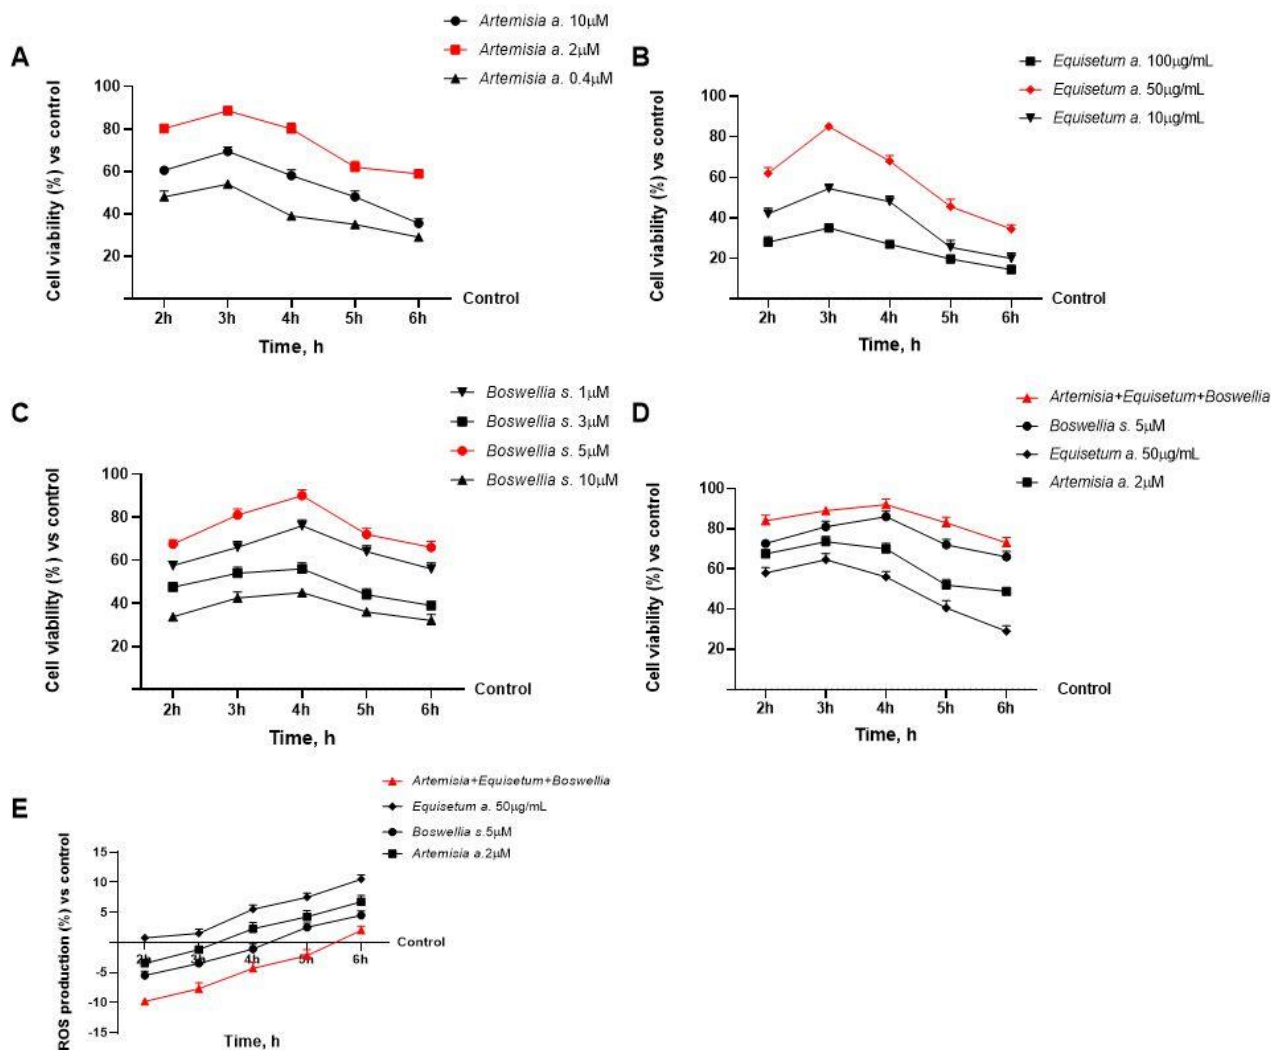 A
Artemisia a. 10µM
Artemisia a. 2µM
Artemisia a. 0.4µM
Cell viability (%) vs control
100
80
60
40
20
Control
2h 3h 4h 5h 6h
Time, h
B
Equisetum a. 100µg/mL
Equisetum a. 50µg/mL
Equisetum a. 10µg/mL
Cell viability (%) vs control
100
80
60
40
20
Control
2h 3h 4h 5h 6h
Time, h
C
Boswellia s. 1µM
Boswellia s. 3µM
Boswellia s. 5µM
Boswellia s. 10µM
Cell viability (%) vs control
100
80
60
40
20
Control
2h 3h 4h 5h 6h
Time, h
D
Artemisia+Equisetum+Boswellia
Boswellia s. 5µM
Equisetum a. 50µg/mL
Artemisia a. 2µM
Cell viability (%) vs control
100
80
60
40
20
Control
2h 3h 4h 5h 6h
Time, h
E
Artemisia+Equisetum+Boswellia
Equisetum a. 50µg/mL
Boswellia s.5µM
Artemisia a.2µM
ROS production (%) vs control
15
10
5
Control
2h 3h 4h 5h 6h
-5
-10
-15
Time, h